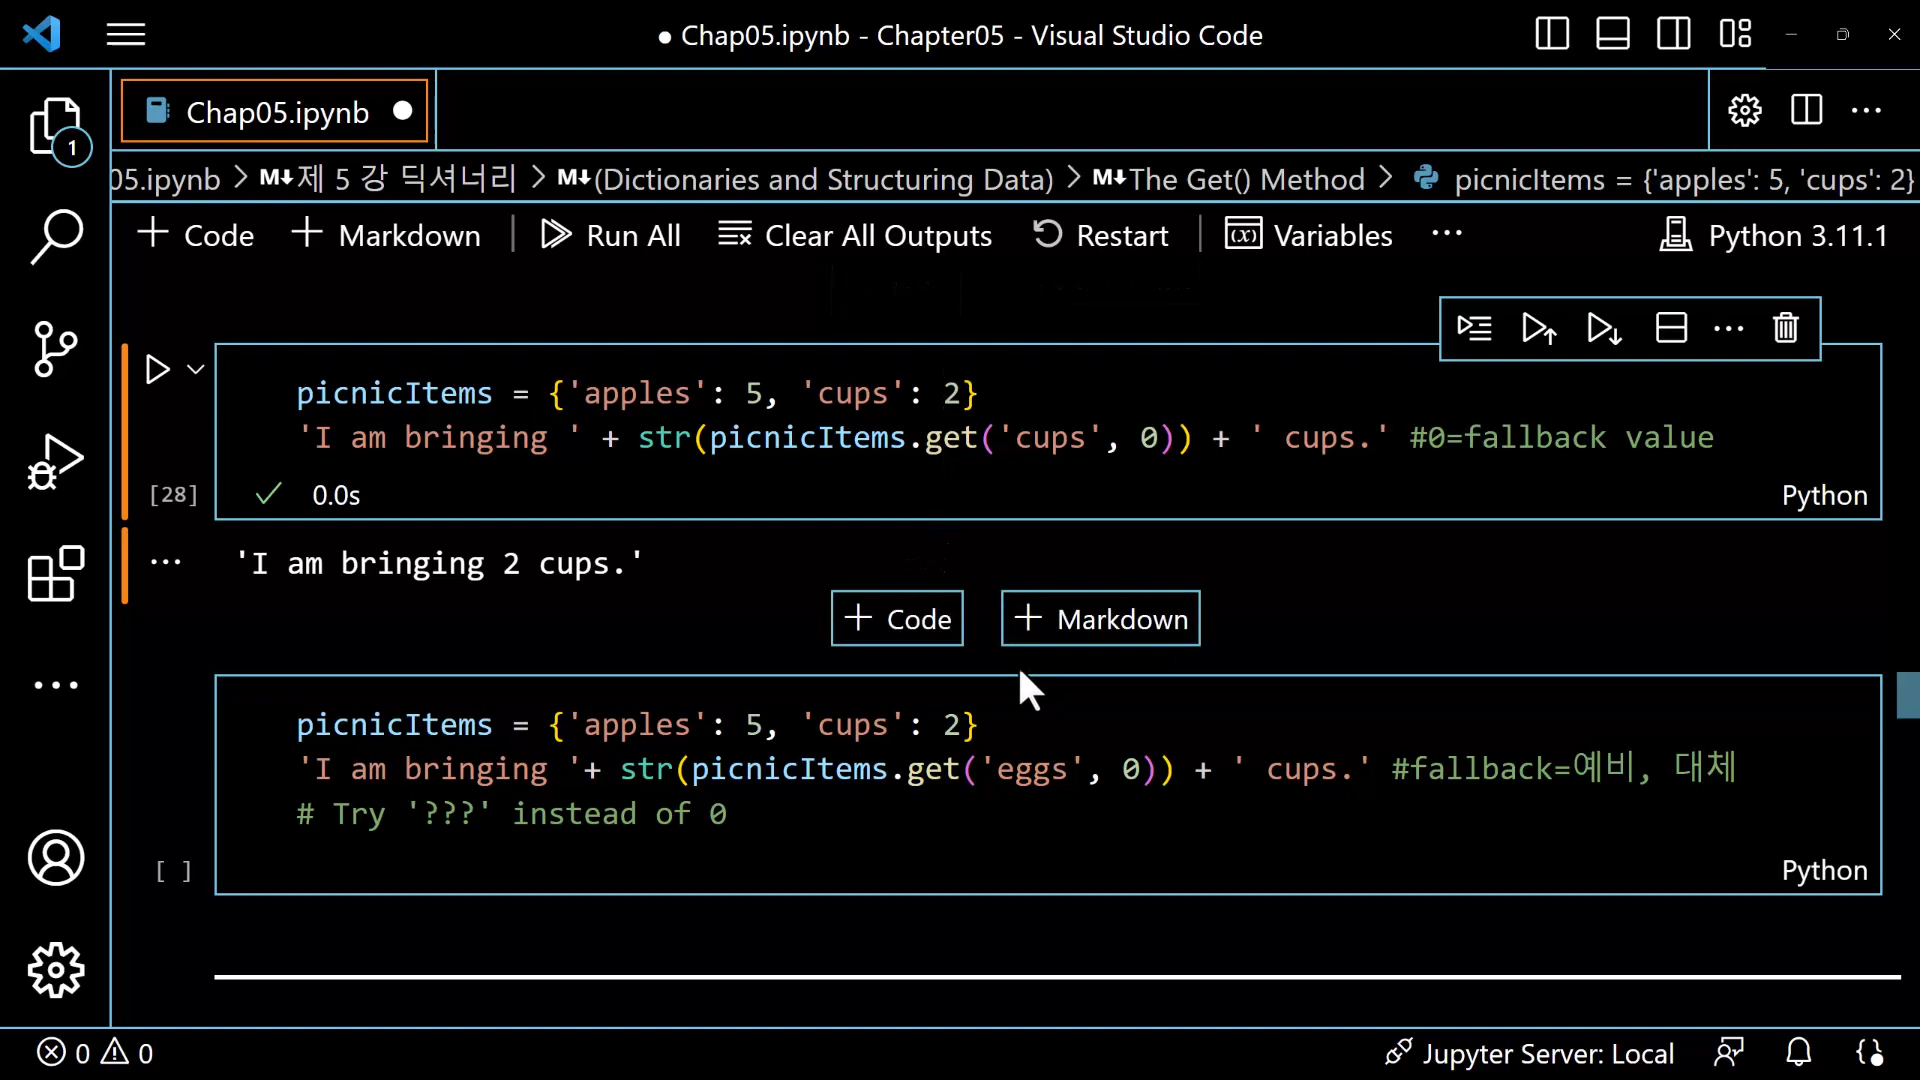 ● Chap05.ipynb - Chapter05 - Visual Studio Code
Chap05.ipynb ●
1
05.ipynb > M↓제 5 강 딕셔너리 > M↓(Dictionaries and Structuring Data) > M↓The Get() Method > picnicItems = {'apples': 5, 'cups': 2}
+ Code + Markdown | Run All Clear All Outputs Restart | (x) Variables ··· Python 3.11.1
picnicItems = {'apples': 5, 'cups': 2}
'I am bringing ' + str(picnicItems.get('cups', 0)) + ' cups.' #0=fallback value
[28] ✓ 0.0s Python
··· 'I am bringing 2 cups.'
+ Code + Markdown
picnicItems = {'apples': 5, 'cups': 2}
'I am bringing '+ str(picnicItems.get('eggs', 0)) + ' cups.' #fallback=예비, 대체
# Try '???' instead of 0
[ ] Python
0 0 Jupyter Server: Local